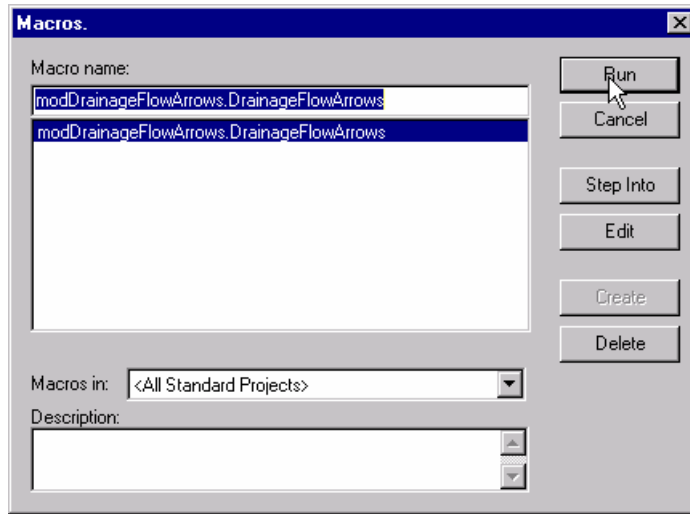 Macros.
Macro name:
modDrainageFlowArrows.DrainageFlowArrows
modDrainageFlowArrows.DrainageFlowArrows
Run
Cancel
Step Into
Edit
Create
Delete
Macros in: <All Standard Projects>
Description: